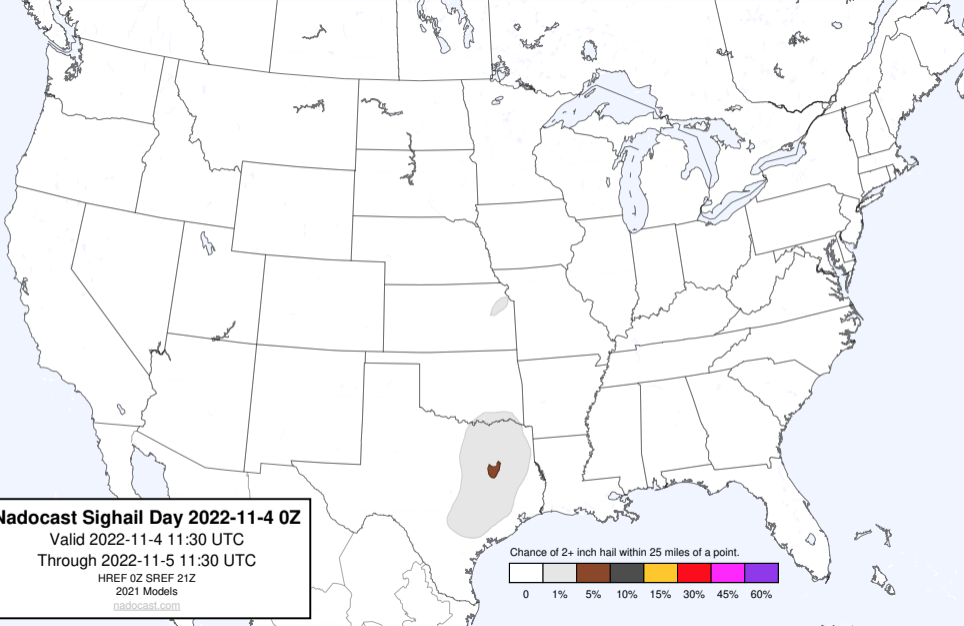 Nadocast Sighail Day 2022-11-4 0Z
Valid 2022-11-4 11:30 UTC
Through 2022-11-5 11:30 UTC
HREF 0Z SREF 21Z
2021 Models
nadocast.com
Chance of 2+ inch hail within 25 miles of a point.
0 1% 5% 10% 15% 30% 45% 60%